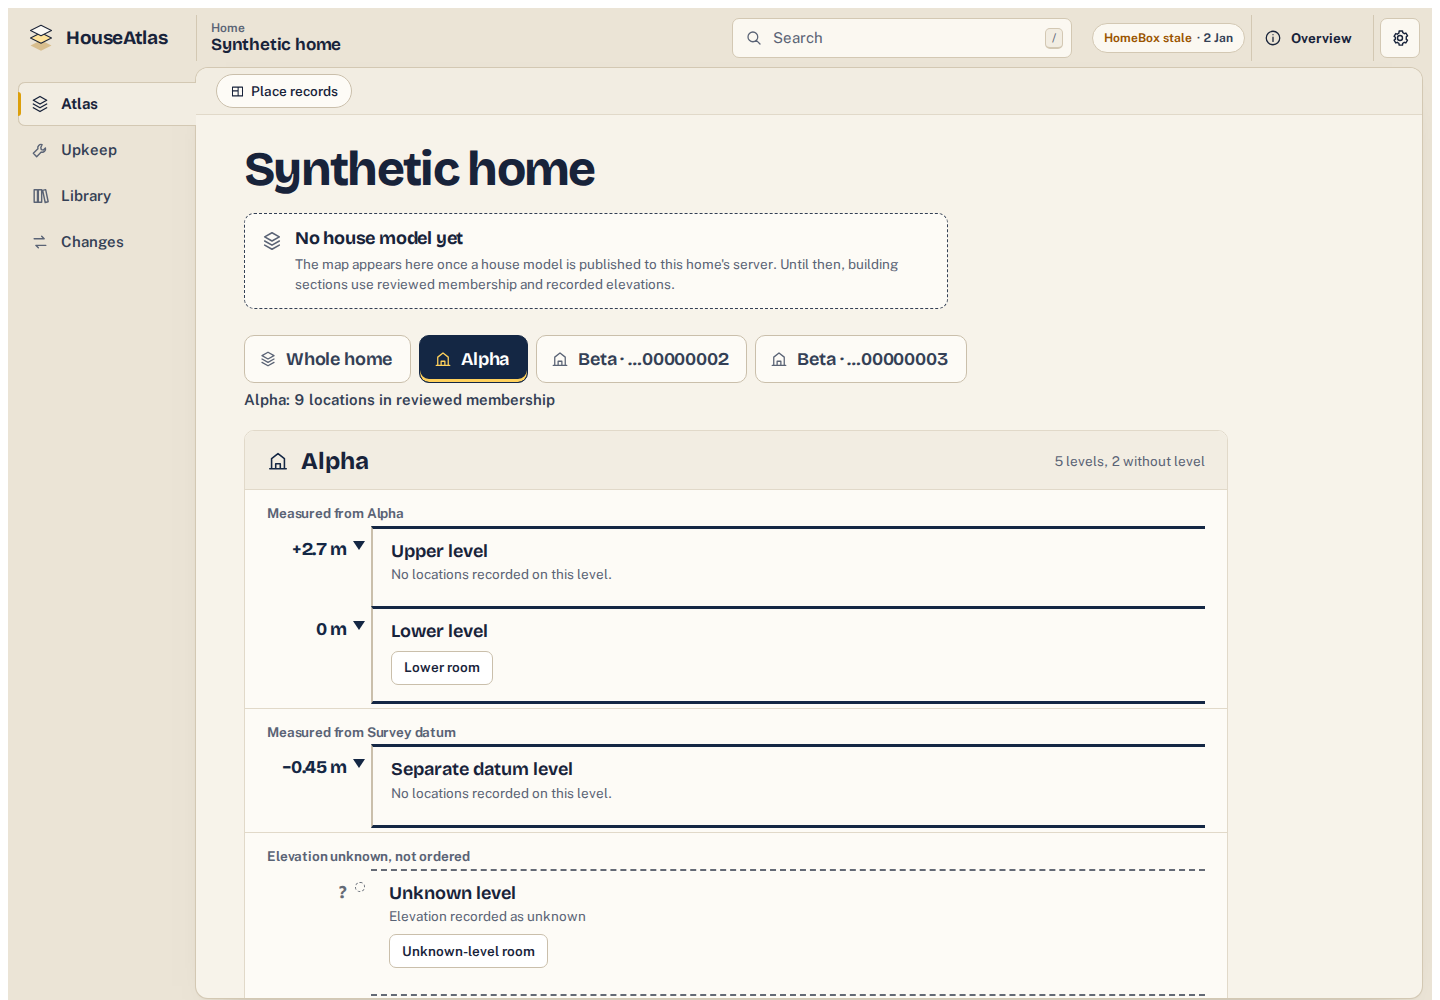 HouseAtlas
Home
Synthetic home
Search
/
HomeBox stale · 2 Jan
Overview
Atlas
Upkeep
Library
Changes
Place records
Synthetic home
No house model yet
The map appears here once a house model is published to this home's server. Until then, building
sections use reviewed membership and recorded elevations.
Whole home
Alpha
Beta · …00000002
Beta · …00000003
Alpha: 9 locations in reviewed membership
Alpha
5 levels, 2 without level
Measured from Alpha
+2.7 m
Upper level
No locations recorded on this level.
0 m
Lower level
Lower room
Measured from Survey datum
−0.45 m
Separate datum level
No locations recorded on this level.
Elevation unknown, not ordered
?
Unknown level
Elevation recorded as unknown
Unknown-level room